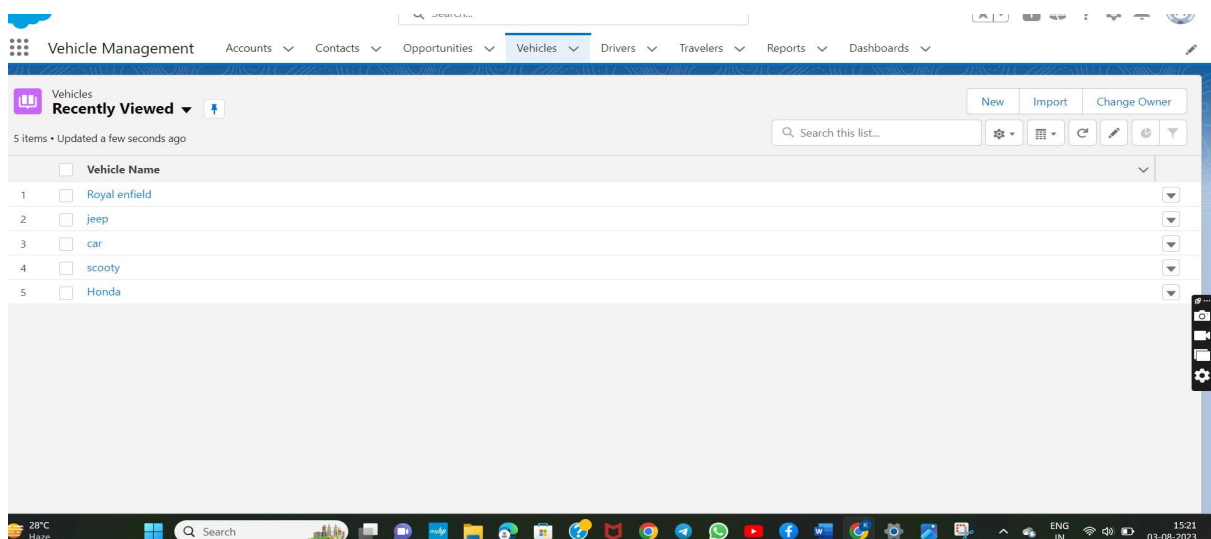 Search...
Vehicle Management Accounts Contacts Opportunities Vehicles Drivers Travelers Reports Dashboards
Vehicles
Recently Viewed
New Import Change Owner
5 items • Updated a few seconds ago
Search this list...
Vehicle Name
1 Royal enfield
2 jeep
3 car
4 scooty
5 Honda
28°C
Haze
Search
ENG
IN
15:21
03-08-2023